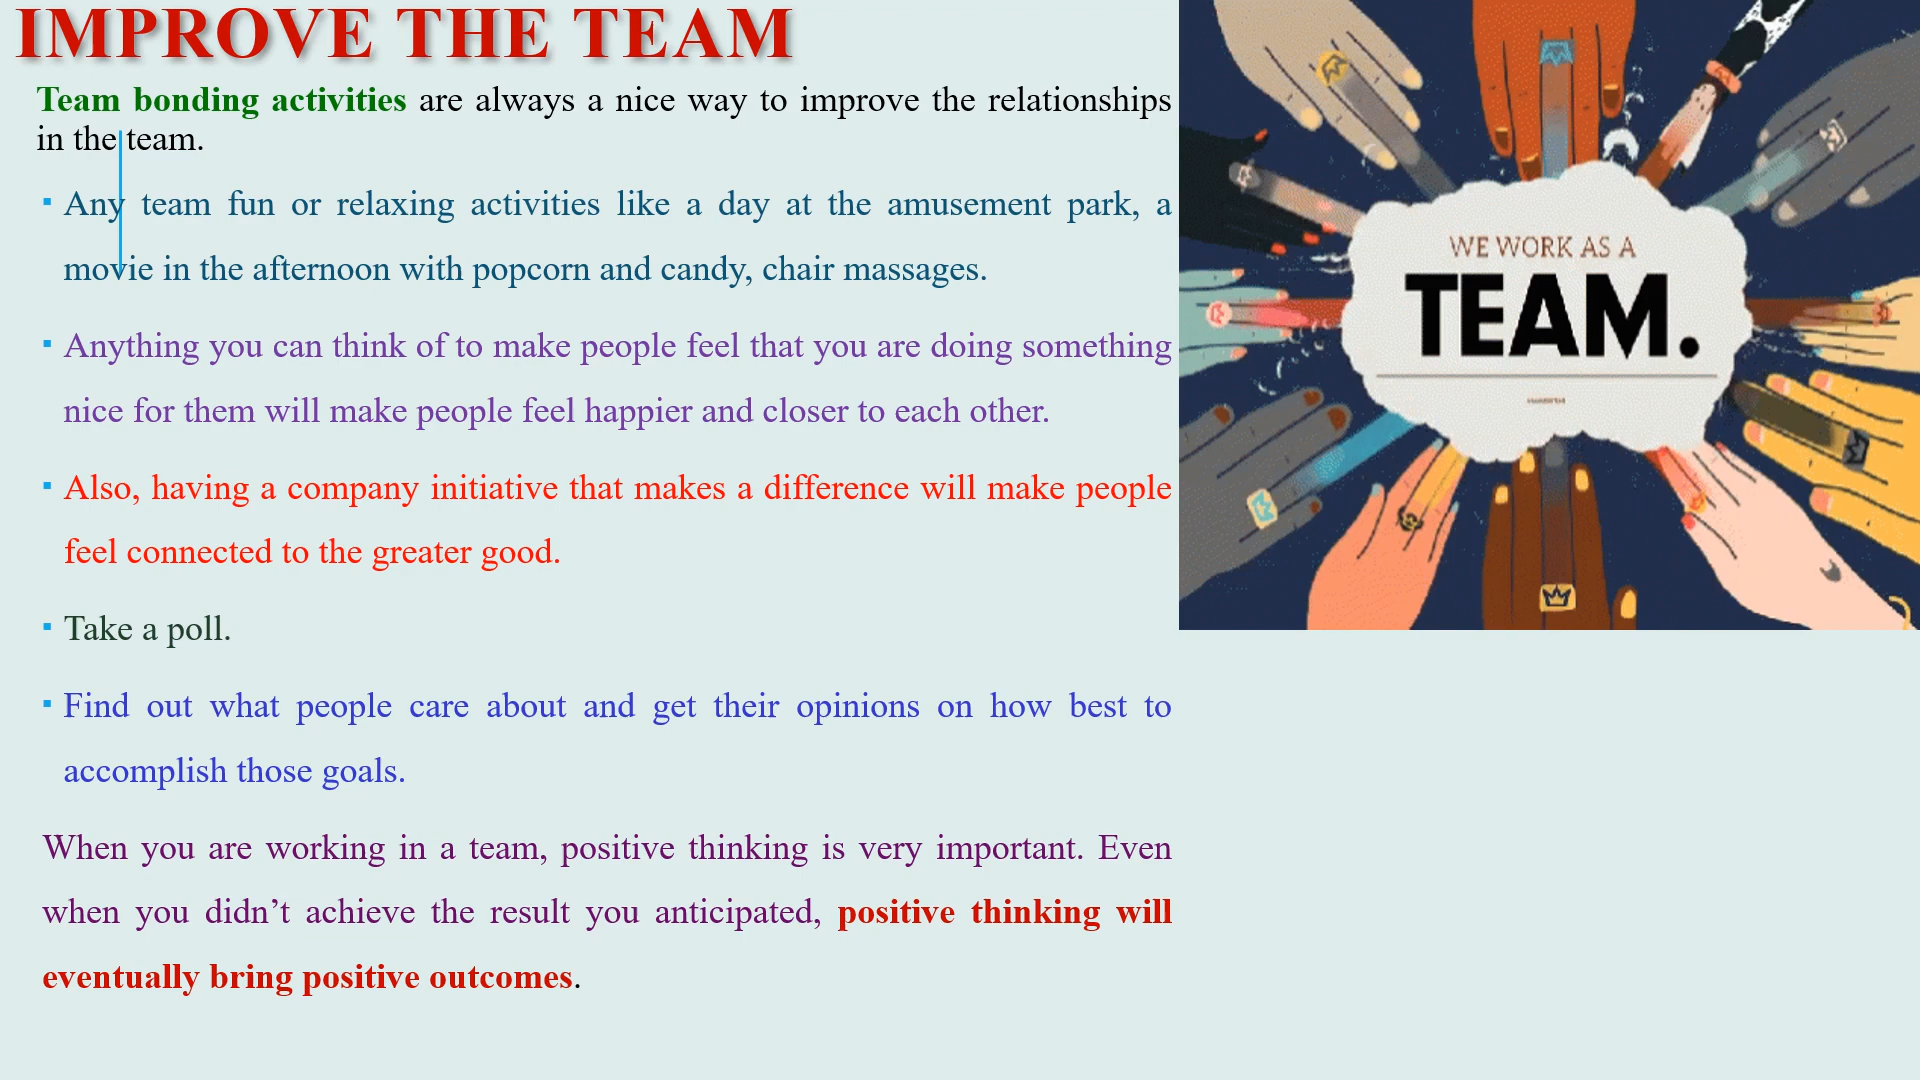 IMPROVE THE TEAM
Team bonding activities are always a nice way to improve the relationships
in the team.
▪ Any team fun or relaxing activities like a day at the amusement park, a
movie in the afternoon with popcorn and candy, chair massages.
▪ Anything you can think of to make people feel that you are doing something
nice for them will make people feel happier and closer to each other.
▪ Also, having a company initiative that makes a difference will make people
feel connected to the greater good.
▪ Take a poll.
▪ Find out what people care about and get their opinions on how best to
accomplish those goals.
When you are working in a team, positive thinking is very important. Even
when you didn’t achieve the result you anticipated, positive thinking will
eventually bring positive outcomes.
WE WORK AS A
TEAM.